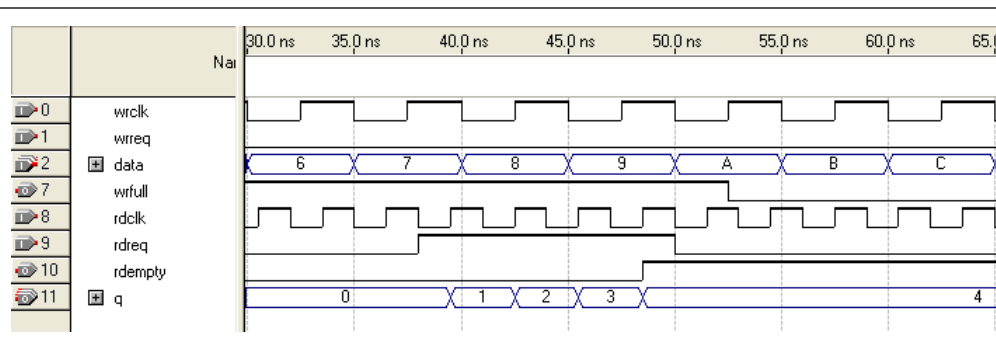 30.0 ns 35.0 ns 40.0 ns 45.0 ns 50.0 ns 55.0 ns 60.0 ns 65.
Nar
0 wrclk
1 wrreq
2 data 6 7 8 9 A B C
7 wrfull
8 rdclk
9 rdreq
10 rdempty
11 q 0 1 2 3 4